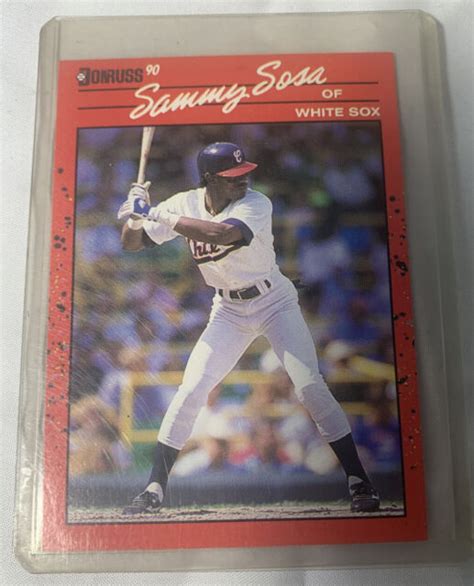 DONRUSS 90
Sammy Sosa
OF
WHITE SOX
C